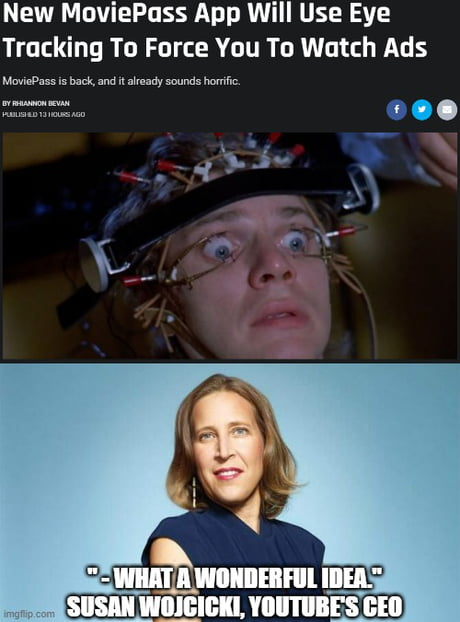 New MoviePass App Will Use Eye
Tracking To Force You To Watch Ads
MoviePass is back, and it already sounds horrific.
BY RHIANNON BEVAN
PUBLISHED 13 HOURS AGO
" - WHAT A WONDERFUL IDEA."
SUSAN WOJCICKI, YOUTUBE'S CEO
imgflip.com